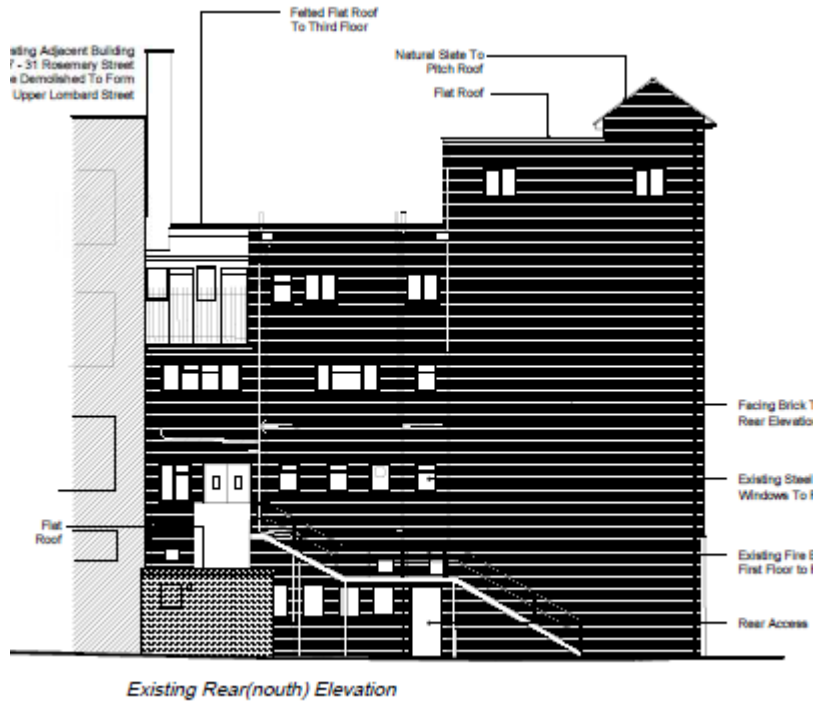 Felted Flat Roof
To Third Floor
sting Adjacent Building
7 - 31 Rosemary Street
e Demolished To Form
Upper Lombard Street
Natural Slate To
Pitch Roof
Flat Roof
Facing Brick T
Rear Elevation
Existing Steel
Windows To
Flat
Roof
Existing Fire E
First Floor to
Rear Access
Existing Rear(nouth) Elevation